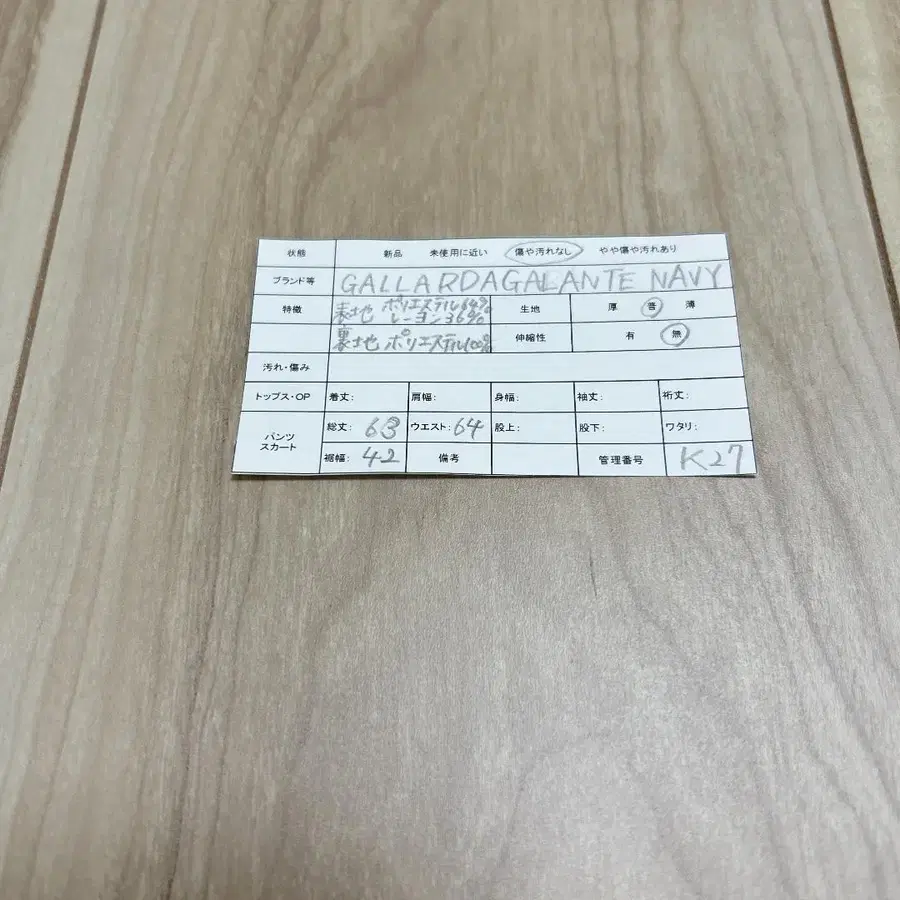 状態 新品 未使用に近い 傷や汚れなし やや傷や汚れあり
ブランド等 GALLARDAGALANTE NAVY
特徴 表地 ポリエステル64% レーヨン36% 生地 厚 普 薄
裏地 ポリエステル100% 伸縮性 有 無
汚れ・傷み
トップス・OP 着丈: 肩幅: 身幅: 袖丈: 裄丈:
パンツ スカート 総丈: 63 ウエスト: 64 股上: 股下: ワタリ:
裾幅: 42 備考 管理番号 K27